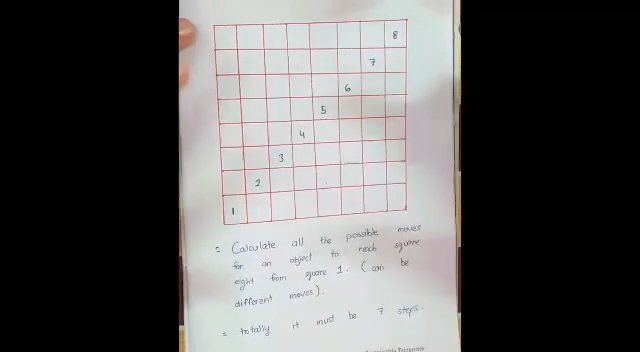 8
7
6
5
4
3
2
1
= Calculate all the possible moves
for an object to reach square
eight from square 1. (can be
different moves).
= totally it must be 7 steps.
Tomorrow